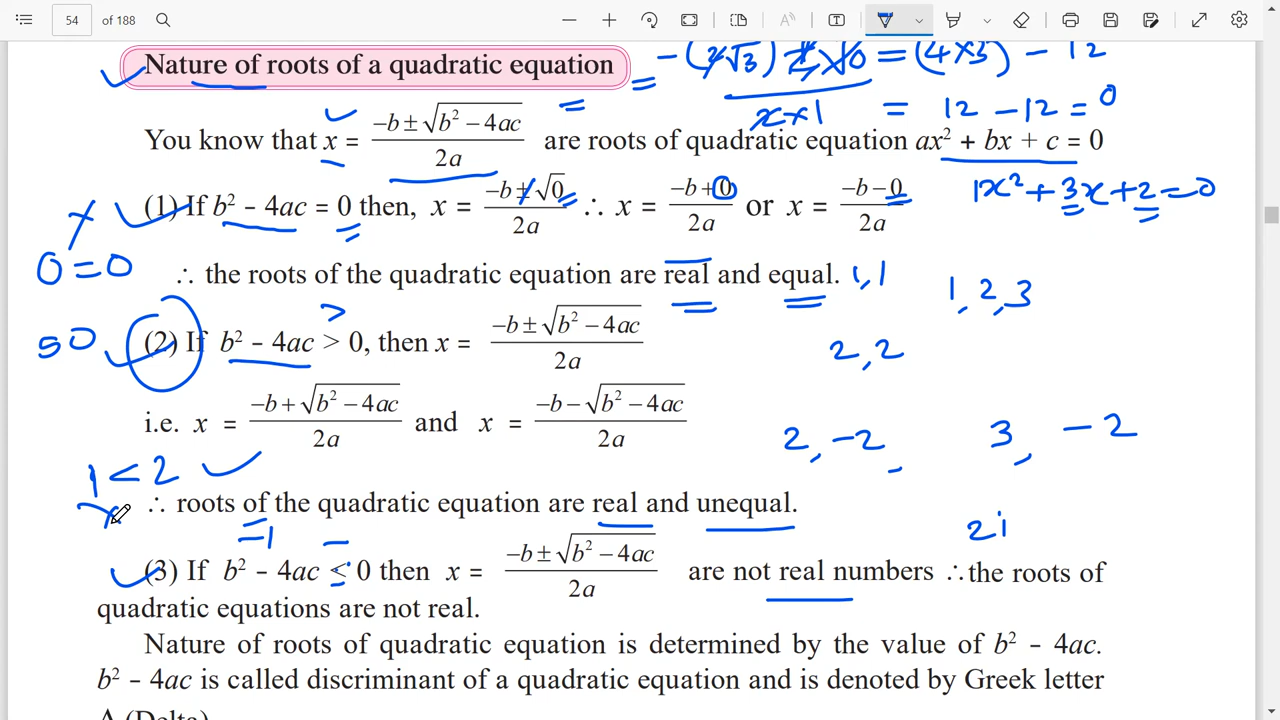 54 of 188
Nature of roots of a quadratic equation = (4×3) - 12
= 12 - 12 = 0
You know that x = (−b ± √(b² − 4ac)) / 2a are roots of quadratic equation ax² + bx + c = 0
(1) If b² - 4ac = 0 then, x = (−b ± √0) / 2a ∴ x = (−b + 0) / 2a or x = (−b − 0) / 2a 1x² + 3x + 2 = 0
0 = 0 ∴ the roots of the quadratic equation are real and equal. 1,1 1, 2, 3
>
50 (2) If b² - 4ac > 0, then x = (−b ± √(b² − 4ac)) / 2a 2, 2
i.e. x = (−b + √(b² − 4ac)) / 2a and x = (−b − √(b² − 4ac)) / 2a 2, -2, 3, -2
1 < 2
∴ roots of the quadratic equation are real and unequal.
-1 2i
(3) If b² - 4ac < 0 then x = (−b ± √(b² − 4ac)) / 2a are not real numbers ∴ the roots of
quadratic equations are not real.
Nature of roots of quadratic equation is determined by the value of b² - 4ac.
b² - 4ac is called discriminant of a quadratic equation and is denoted by Greek letter
Δ (Delta)